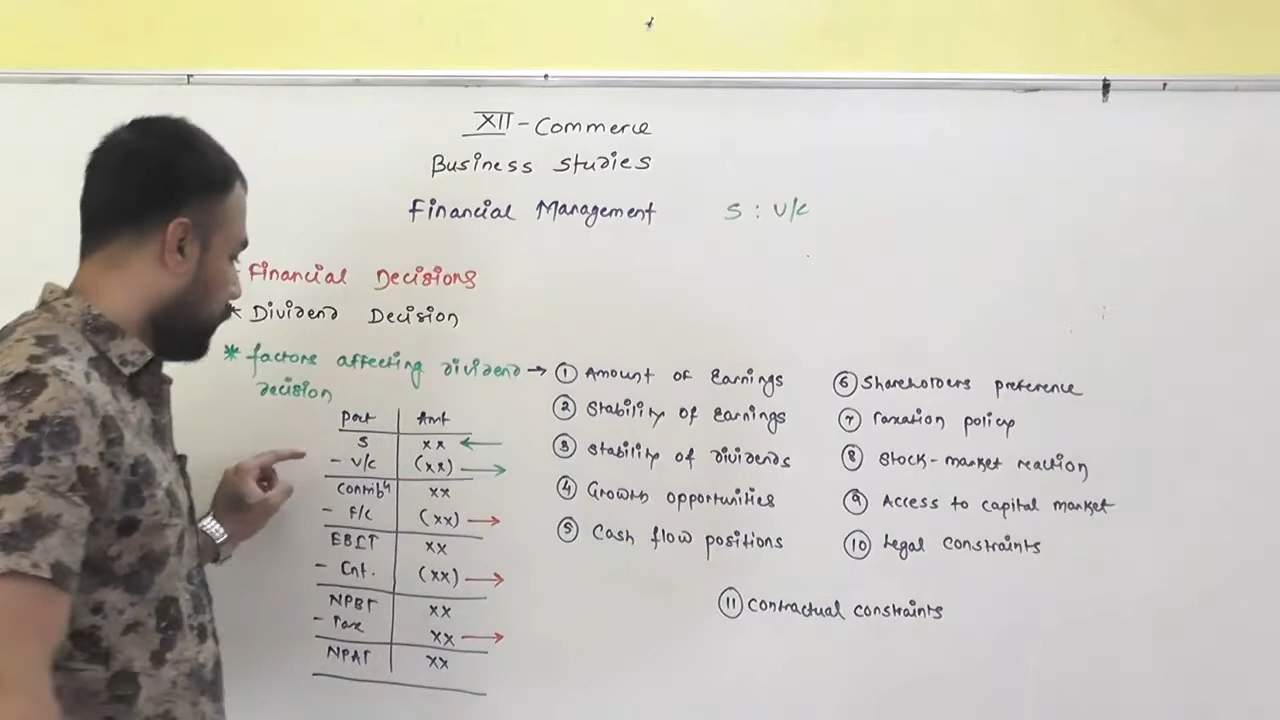 XII - Commerce
Business Studies
Financial Management
S : V/C
Financial Decisions
* Dividend Decision
* factors affecting dividend →
decision
① Amount of Earnings
② Stability of Earnings
③ Stability of dividends
④ Growth opportunities
⑤ Cash flow positions
⑥ Shareholders preference
⑦ Taxation policy
⑧ Stock-market reaction
⑨ Access to capital market
⑩ Legal constraints
⑪ Contractual constraints
Part Amt
S xx ←
- V/C (xx) →
Contribⁿ xx
- F/C (xx) →
EBIT xx
- Int. (xx) →
NPBT xx
- Tax xx →
NPAT xx